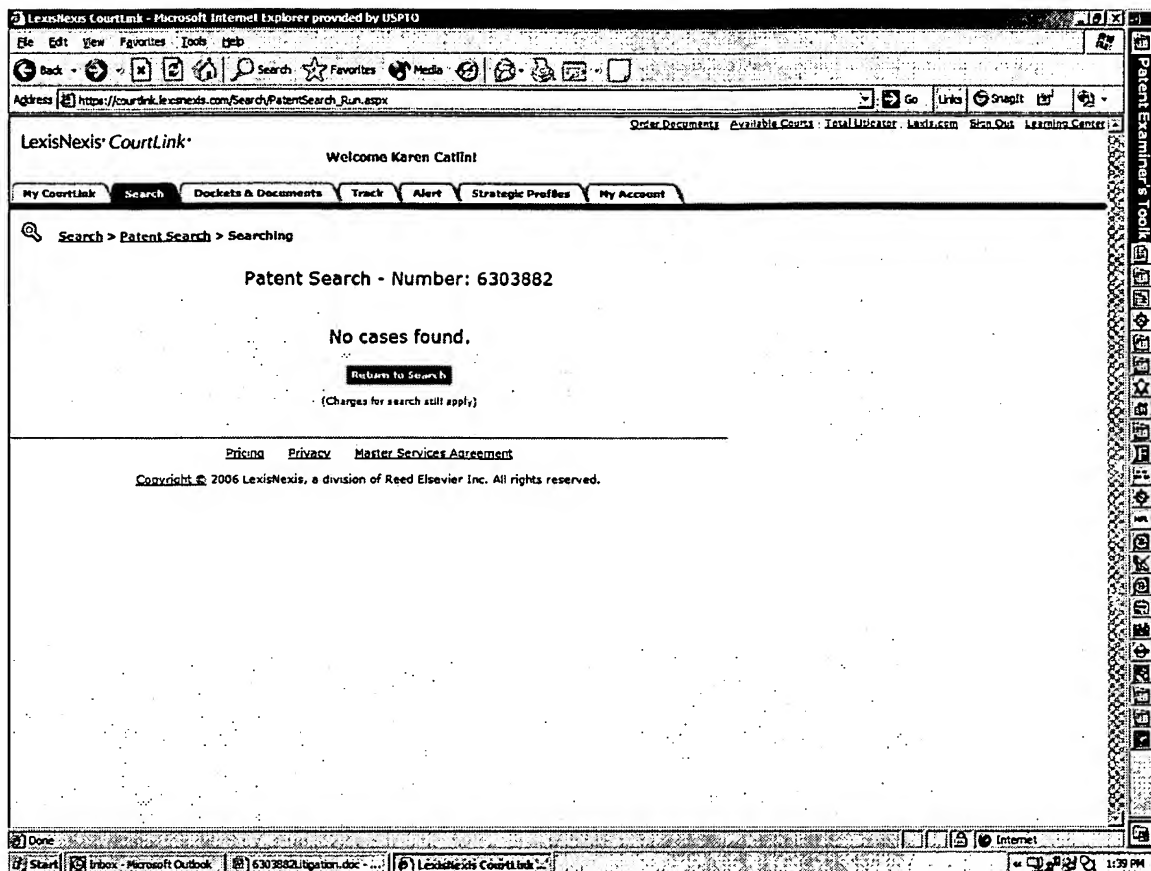 LexisNexis CourtLink - Microsoft Internet Explorer provided by USPTO
File Edit View Favorites Tools Help
Back Search Favorites Media
Address https://courtlink.lexisnexis.com/Search/PatentSearch_Run.aspx Go Links SnagIt
Order Documents Available Courts Total Litigator Lexis.com Sign Out Learning Center
LexisNexis CourtLink
Welcome Karen Catlin!
My CourtLink Search Dockets & Documents Track Alert Strategic Profiles My Account
Search > Patent Search > Searching
Patent Search - Number: 6303882
No cases found.
Return to Search
(Charges for search still apply)
Pricing Privacy Master Services Agreement
Copyright © 2006 LexisNexis, a division of Reed Elsevier Inc. All rights reserved.
Patent Examiner's Toolk
Done Internet
Start Inbox - Microsoft Outlook 6303882Litigation.doc - ... LexisNexis CourtLink -... 1:39 PM